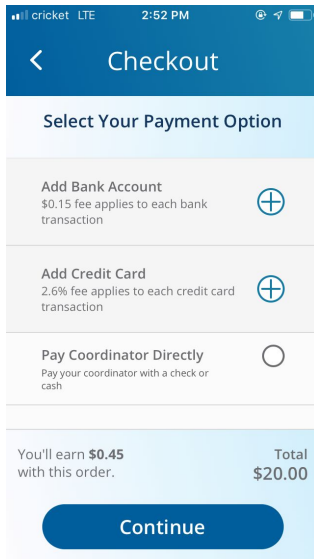 cricket LTE 2:52 PM
Checkout
Select Your Payment Option
Add Bank Account
$0.15 fee applies to each bank
transaction
Add Credit Card
2.6% fee applies to each credit card
transaction
Pay Coordinator Directly
Pay your coordinator with a check or
cash
You'll earn $0.45
with this order.
Total
$20.00
Continue